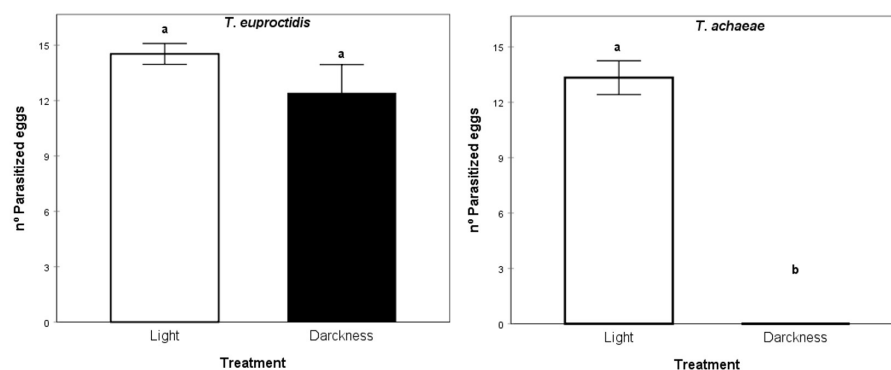 T. euproctidis
a
a
15
12
9
6
3
0
nº Parasitized eggs
Light
Darckness
Treatment
T. achaeae
a
b
15
12
9
6
3
0
nº Parasitized eggs
Light
Darckness
Treatment